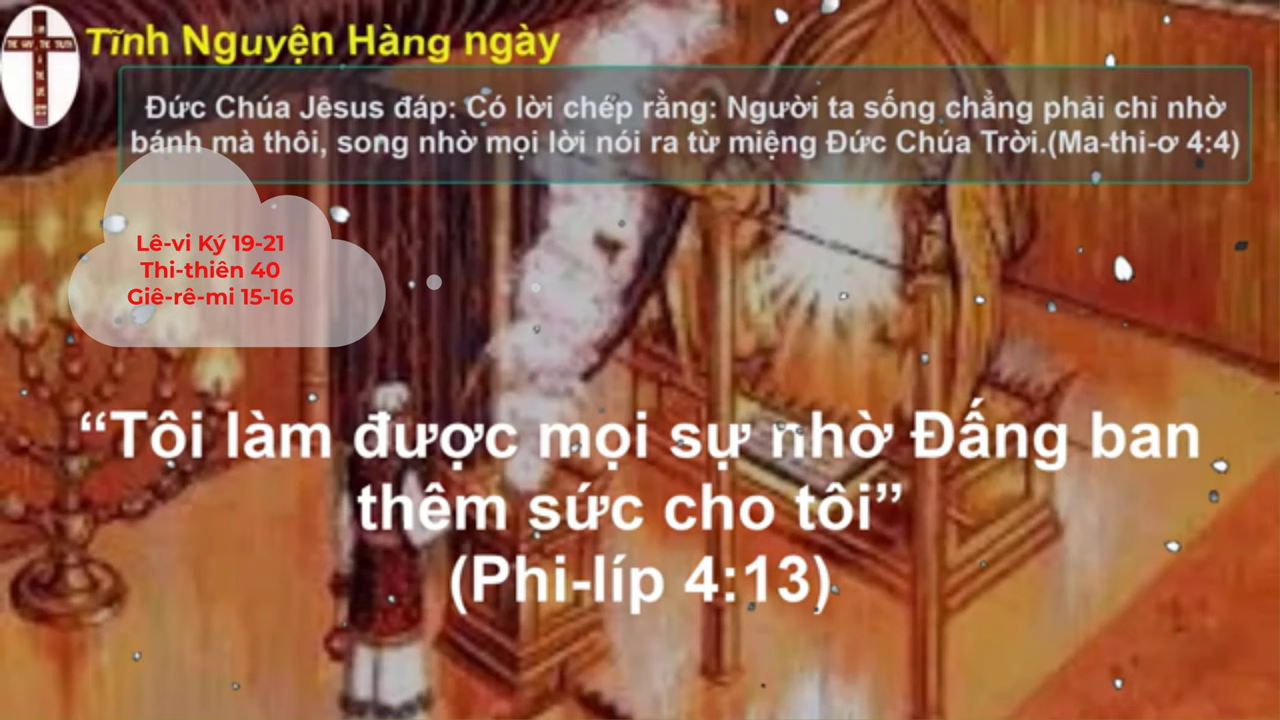 Tĩnh Nguyện Hàng ngày
Đức Chúa Jêsus đáp: Có lời chép rằng: Người ta sống chẳng phải chỉ nhờ
bánh mà thôi, song nhờ mọi lời nói ra từ miệng Đức Chúa Trời.(Ma-thi-ơ 4:4)
Lê-vi Ký 19-21
Thi-thiên 40
Giê-rê-mi 15-16
“Tôi làm được mọi sự nhờ Đấng ban
thêm sức cho tôi”
(Phi-líp 4:13)